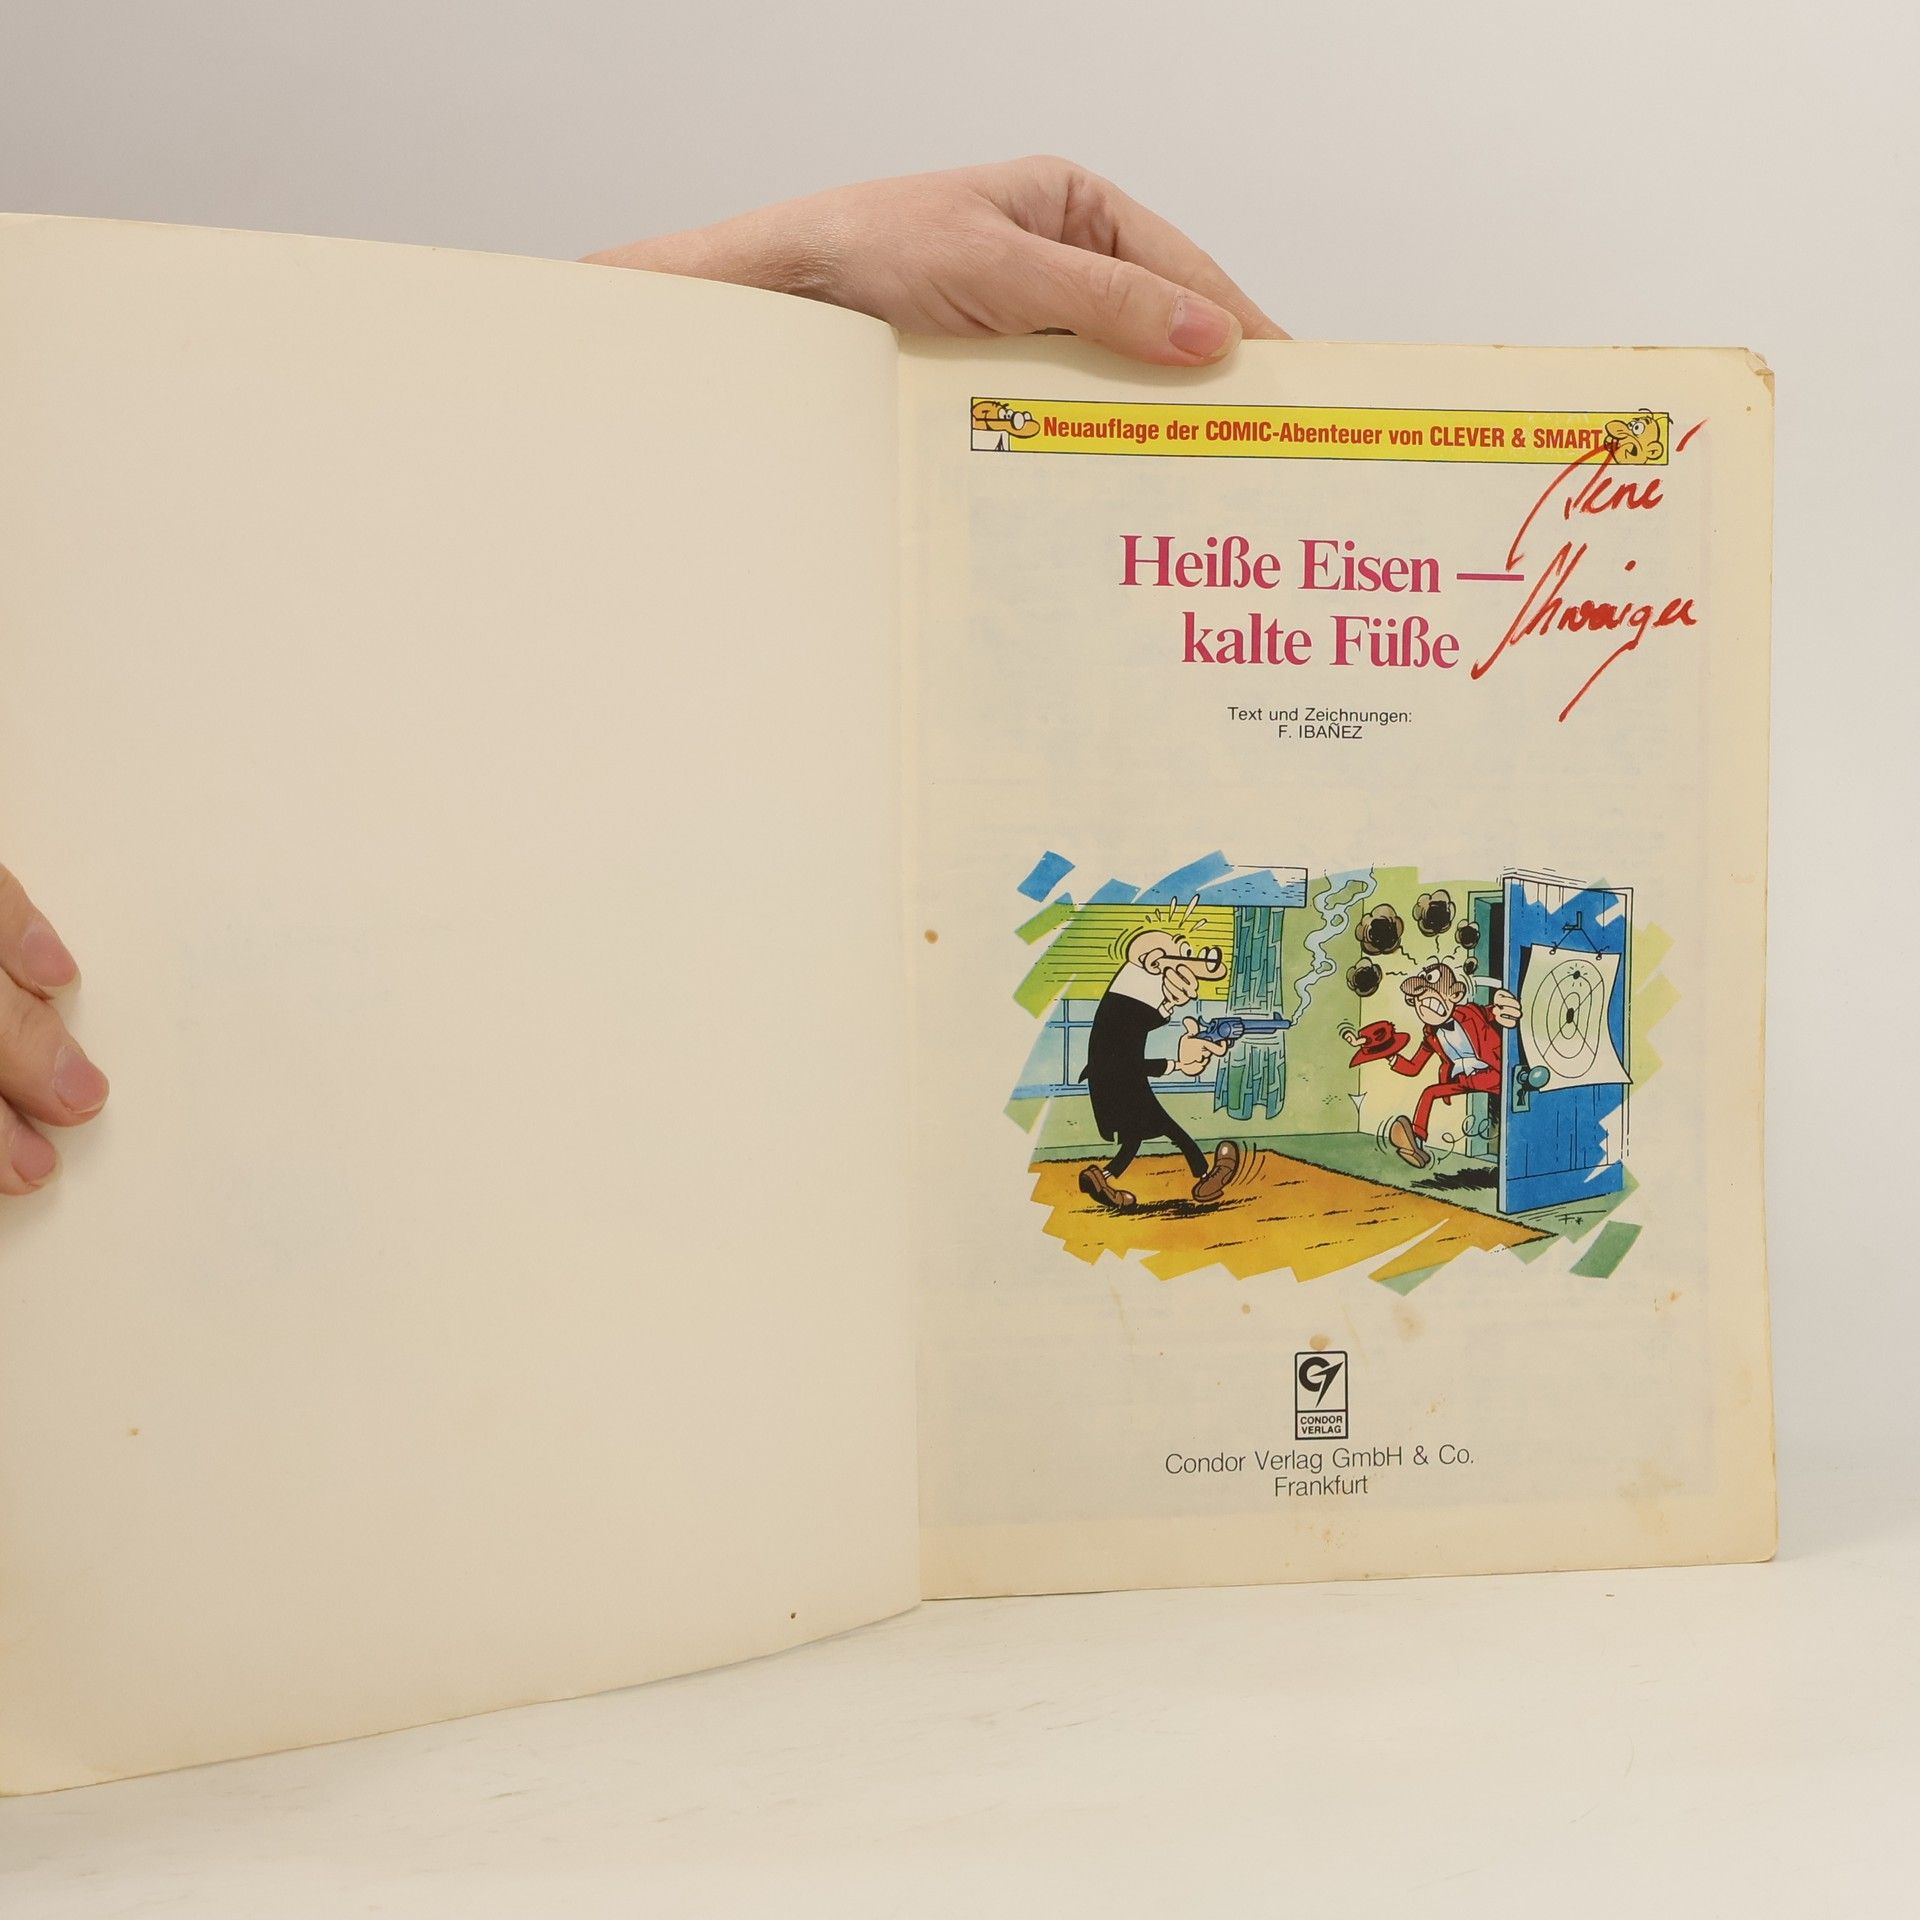 Neuauflage der COMIC-Abenteuer von CLEVER & SMART
René
Heiße Eisen —
kalte Füße
Text und Zeichnungen:
F. IBAÑEZ
CONDOR
VERLAG
Condor Verlag GmbH & Co.
Frankfurt